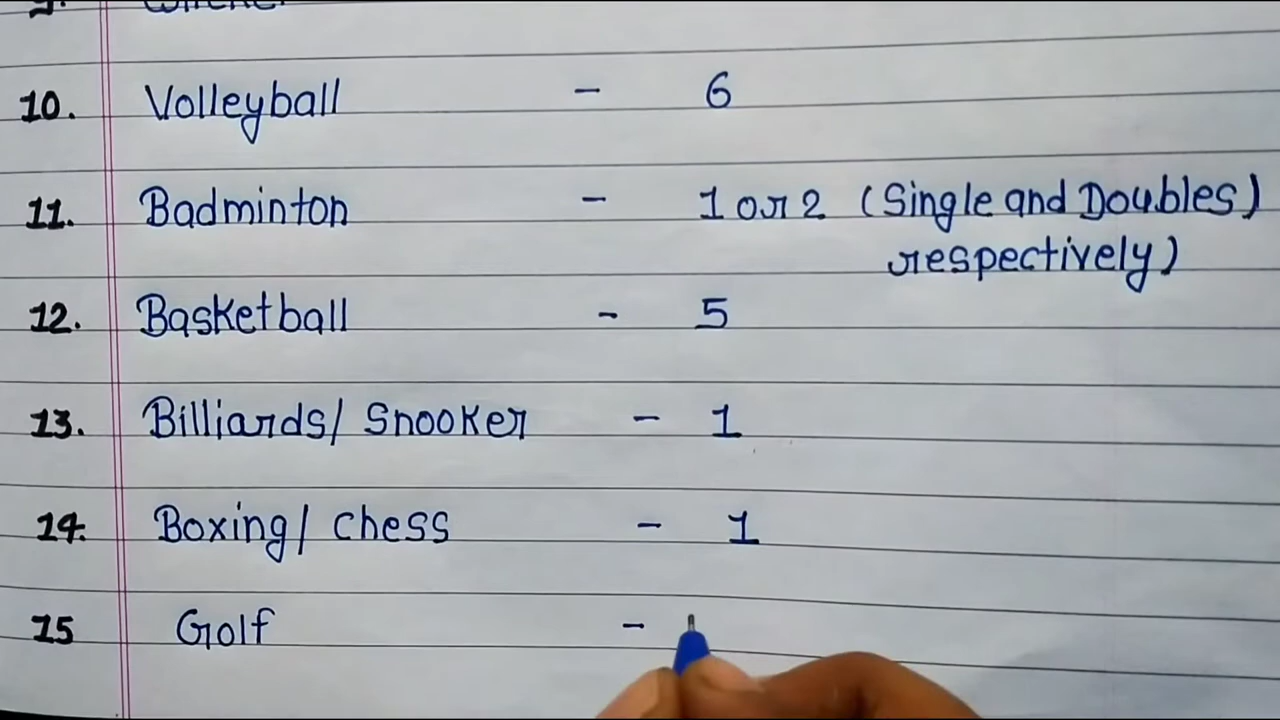 9.
10. Volleyball - 6
11. Badminton - 1 or 2 (Single and Doubles)
respectively)
12. Basketball - 5
13. Billiards/ Snooker - 1
14. Boxing/ Chess - 1
15 Golf -